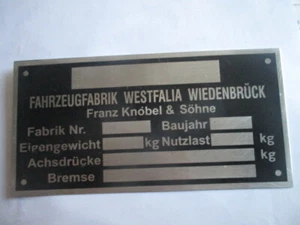 FAHRZEUGFABRIK WESTFALIA WIEDENBRÜCK
Franz Knöbel & Söhne
Fabrik Nr. Baujahr
Eigengewicht kg Nutzlast kg
Achsdrücke kg
Bremse